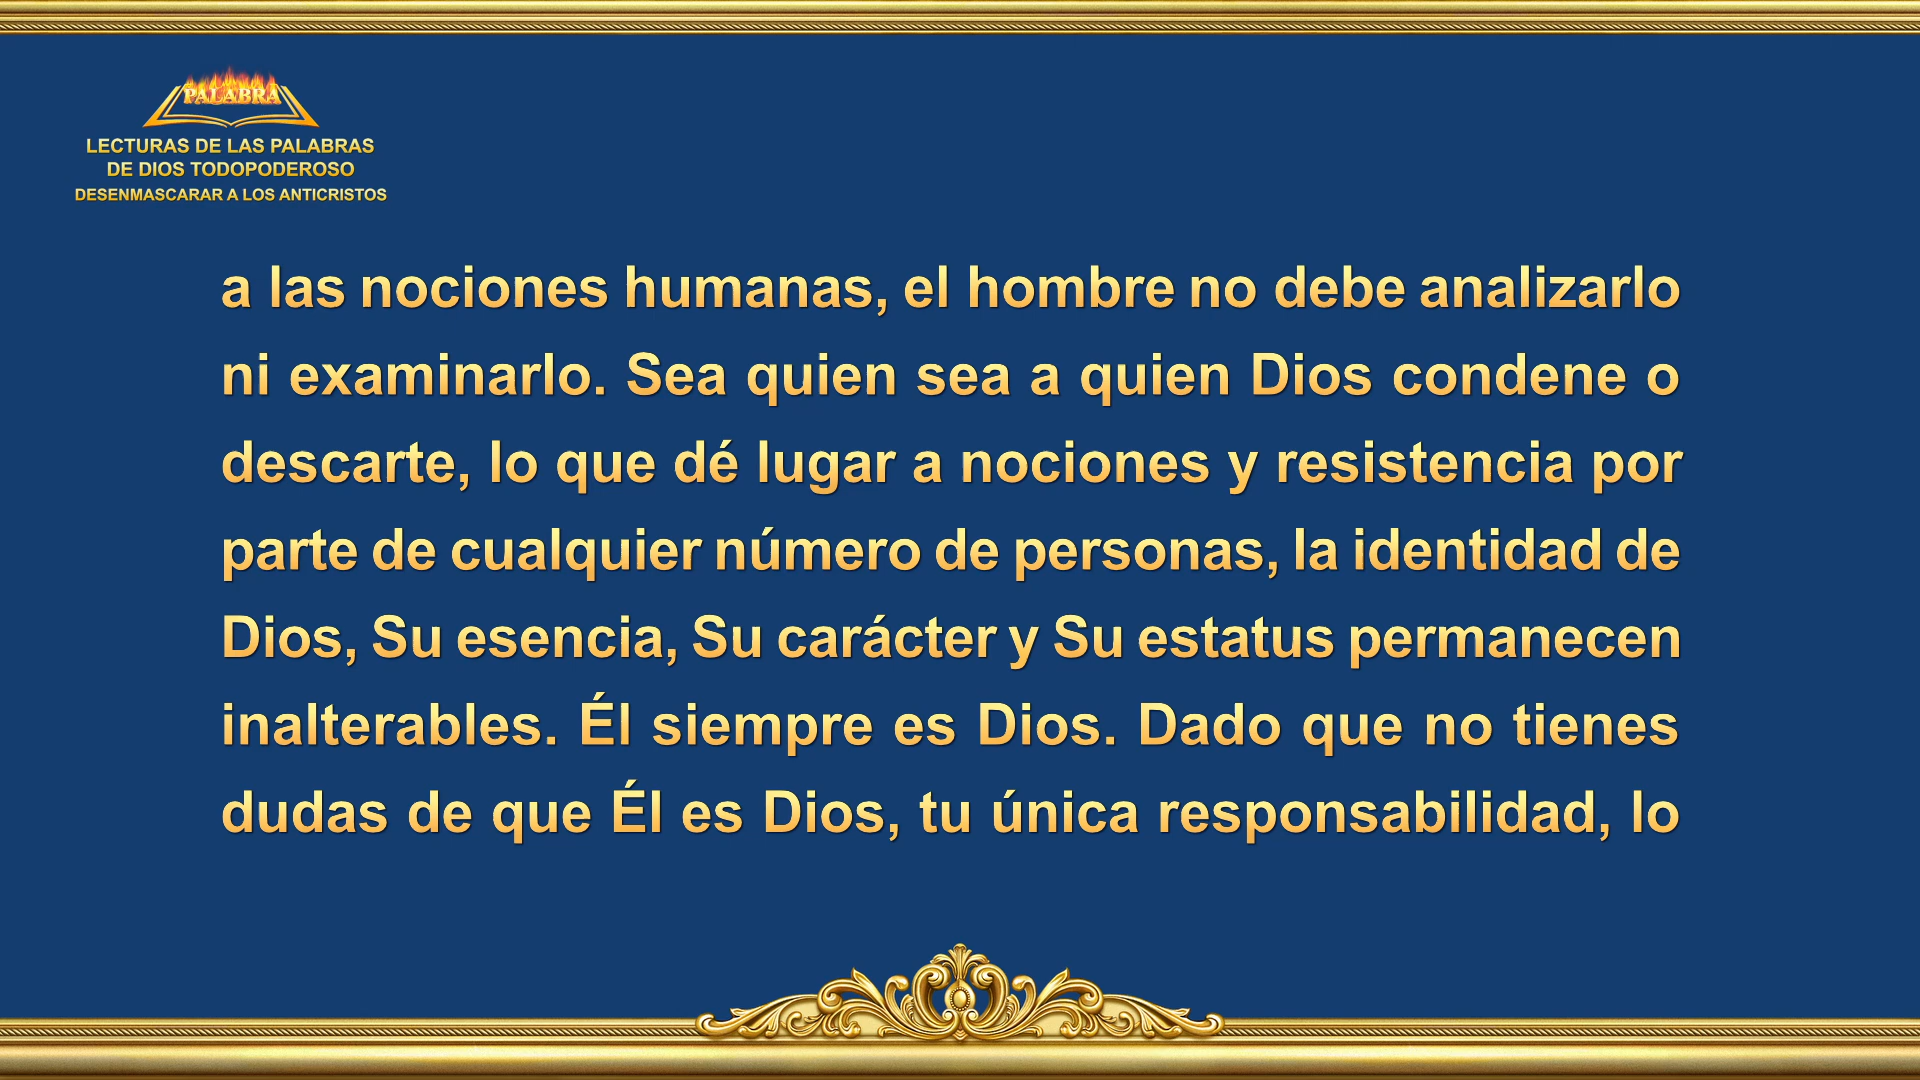 PALABRA
LECTURAS DE LAS PALABRAS
DE DIOS TODOPODEROSO
DESENMASCARAR A LOS ANTICRISTOS
a las nociones humanas, el hombre no debe analizarlo
ni examinarlo. Sea quien sea a quien Dios condene o
descarte, lo que dé lugar a nociones y resistencia por
parte de cualquier número de personas, la identidad de
Dios, Su esencia, Su carácter y Su estatus permanecen
inalterables. Él siempre es Dios. Dado que no tienes
dudas de que Él es Dios, tu única responsabilidad, lo